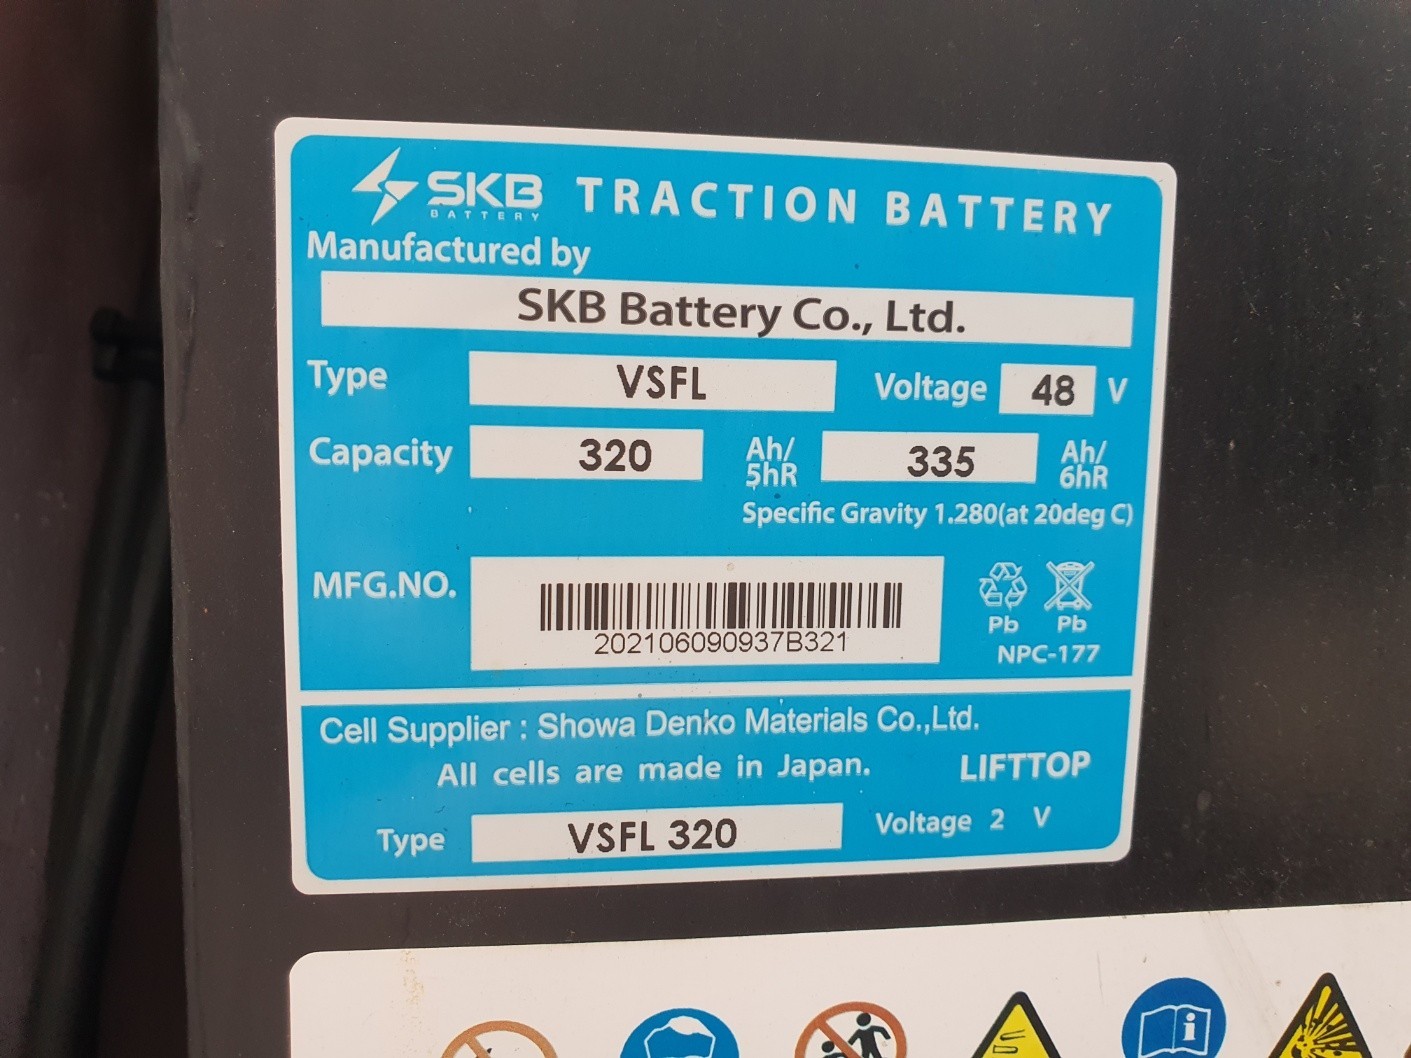 SKB BATTERY TRACTION BATTERY
Manufactured by
SKB Battery Co., Ltd.
Type VSFL Voltage 48 V
Capacity 320 Ah/5hR 335 Ah/6hR
Specific Gravity 1.280(at 20deg C)
MFG.NO. 202106090937B321
Pb Pb
NPC-177
Cell Supplier : Showa Denko Materials Co.,Ltd.
All cells are made in Japan. LIFTTOP
Type VSFL 320 Voltage 2 V